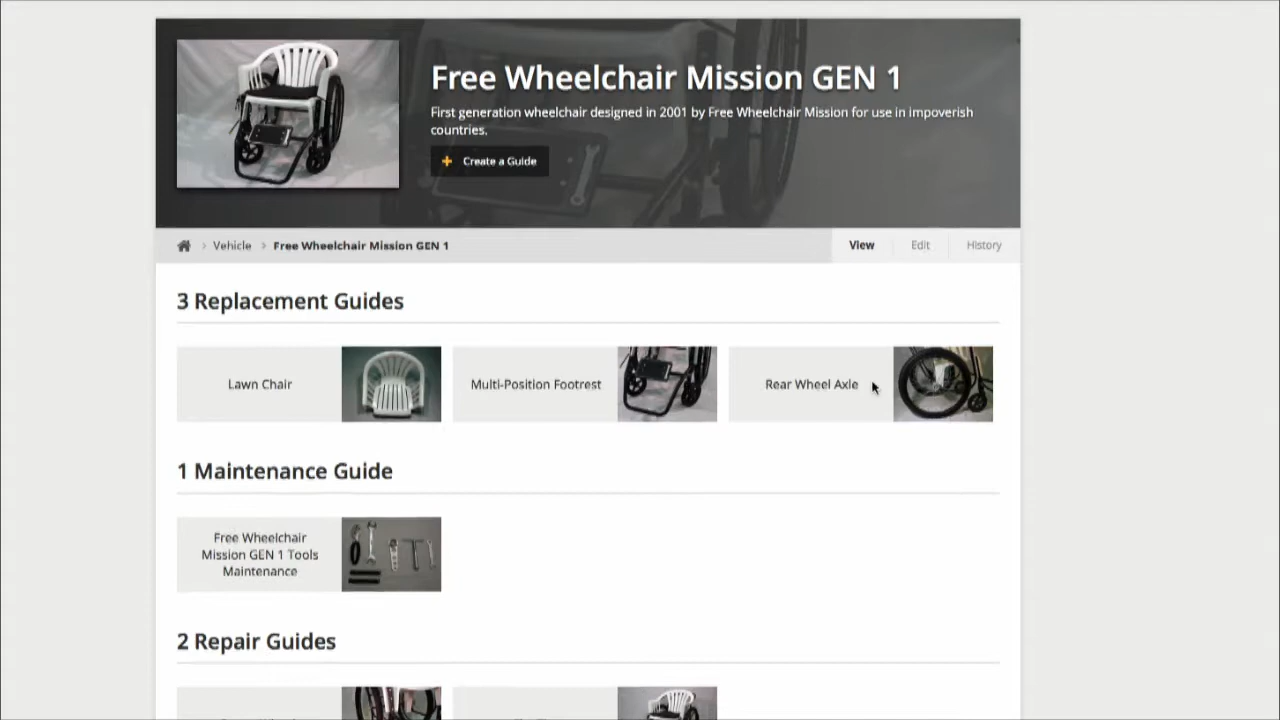 Free Wheelchair Mission GEN 1
First generation wheelchair designed in 2001 by Free Wheelchair Mission for use in impoverish
countries.
Create a Guide
Vehicle > Free Wheelchair Mission GEN 1
View Edit History
3 Replacement Guides
Lawn Chair
Multi-Position Footrest
Rear Wheel Axle
1 Maintenance Guide
Free Wheelchair
Mission GEN 1 Tools
Maintenance
2 Repair Guides